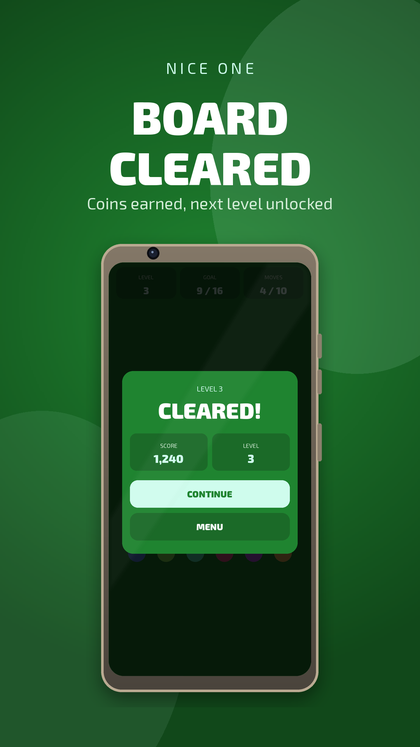 NICE ONE
BOARD
CLEARED
Coins earned, next level unlocked
LEVEL GOAL MOVES
3 9 / 16 4 / 10
LEVEL 3
CLEARED!
SCORE LEVEL
1,240 3
CONTINUE
MENU